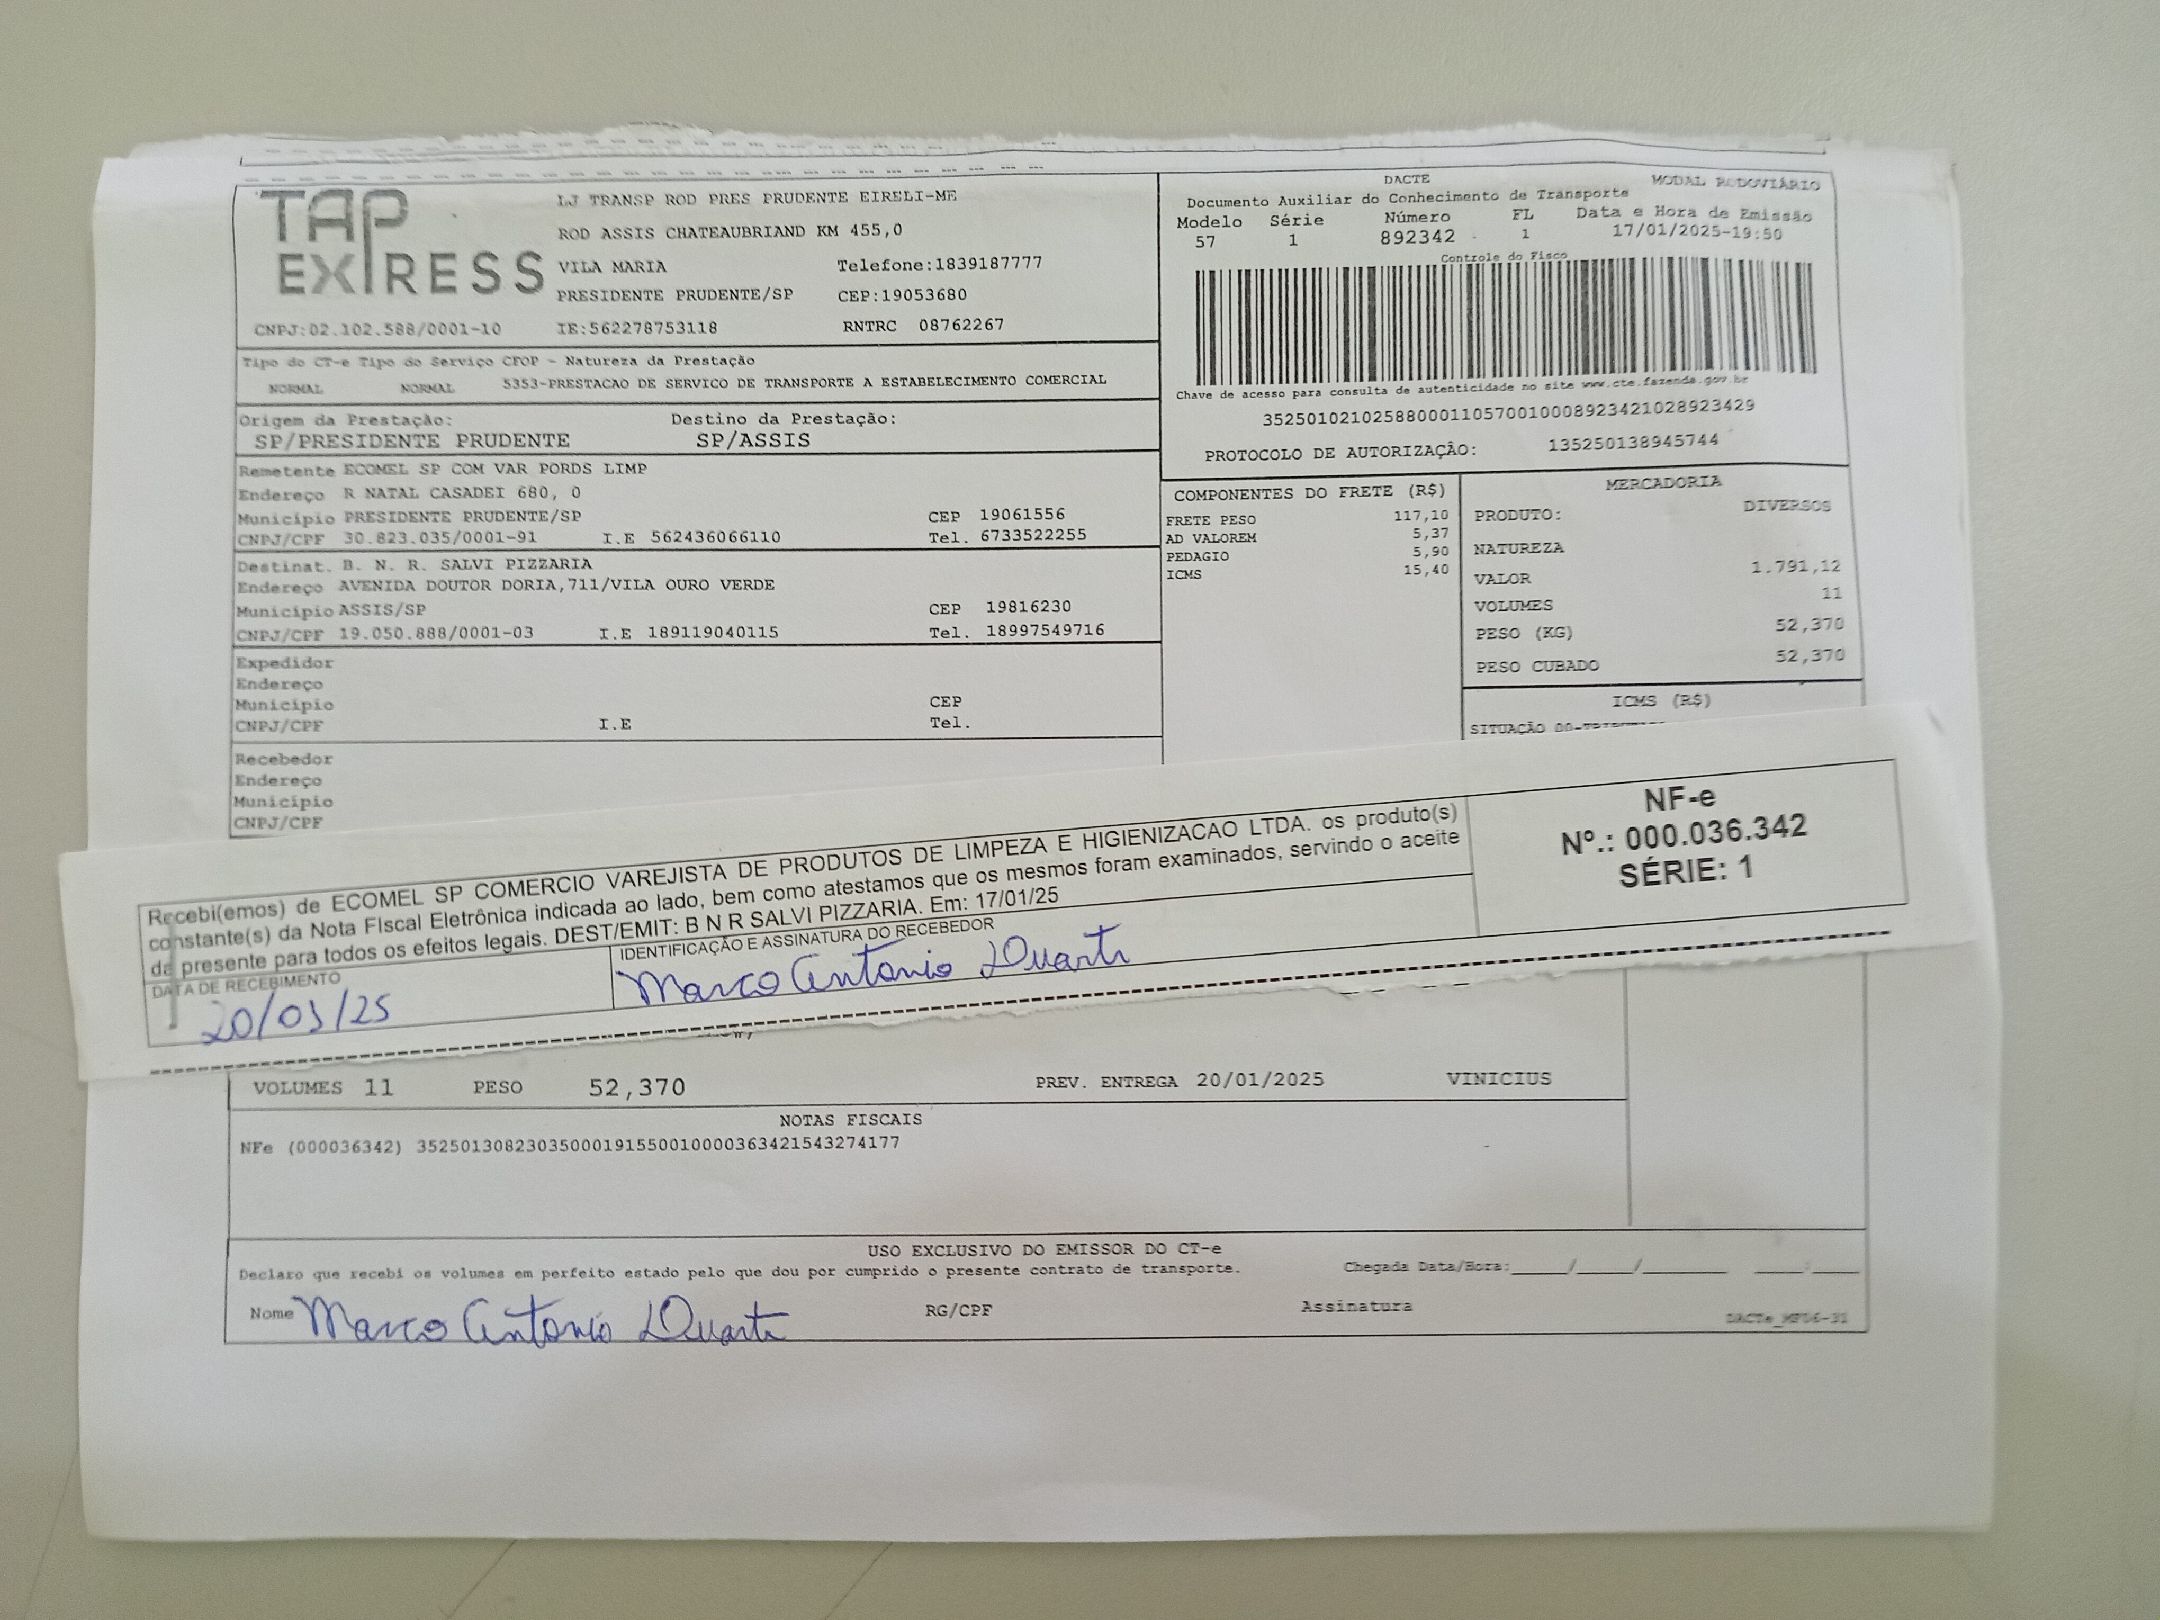 TAP EXPRESS
LJ TRANSP ROD PRES PRUDENTE EIRELI-ME
ROD ASSIS CHATEAUBRIAND KM 455,0
VILA MARIA Telefone:1839187777
PRESIDENTE PRUDENTE/SP CEP:19053680
CNPJ:02.102.588/0001-10 IE:562278753118 RNTRC 08762267
DACTE MODAL RODOVIÁRIO
Documento Auxiliar do Conhecimento de Transporte
Modelo Série Número FL Data e Hora de Emissão
57 1 892342 1 17/01/2025-19:50
Controle do Fisco
Chave de acesso para consulta de autenticidade no site www.cte.fazenda.gov.br
35250102102588000110570010008923421028923429
PROTOCOLO DE AUTORIZAÇÂO: 135250138945744
Tipo do CT-e Tipo do Serviço CFOP - Natureza da Prestação
NORMAL NORMAL 5353-PRESTACAO DE SERVICO DE TRANSPORTE A ESTABELECIMENTO COMERCIAL
Origem da Prestação: Destino da Prestação:
SP/PRESIDENTE PRUDENTE SP/ASSIS
Remetente ECOMEL SP COM VAR PORDS LIMP
Endereço R NATAL CASADEI 680, 0
Município PRESIDENTE PRUDENTE/SP CEP 19061556
CNPJ/CPF 30.823.035/0001-91 I.E 562436066110 Tel. 6733522255
Destinat. B. N. R. SALVI PIZZARIA
Endereço AVENIDA DOUTOR DORIA,711/VILA OURO VERDE
Município ASSIS/SP CEP 19816230
CNPJ/CPF 19.050.888/0001-03 I.E 189119040115 Tel. 18997549716
Expedidor
Endereço
Município CEP
CNPJ/CPF I.E Tel.
Recebedor
Endereço
Município
CNPJ/CPF
COMPONENTES DO FRETE (R$)
FRETE PESO 117,10
AD VALOREM 5,37
PEDAGIO 5,90
ICMS 15,40
MERCADORIA
PRODUTO: DIVERSOS
NATUREZA
VALOR 1.791,12
VOLUMES 11
PESO (KG) 52,370
PESO CUBADO 52,370
ICMS (R$)
SITUAÇÃO
Recebi(emos) de ECOMEL SP COMERCIO VAREJISTA DE PRODUTOS DE LIMPEZA E HIGIENIZACAO LTDA. os produto(s)
constante(s) da Nota FIscal Eletrônica indicada ao lado, bem como atestamos que os mesmos foram examinados, servindo o aceite
da presente para todos os efeitos legais. DEST/EMIT: B N R SALVI PIZZARIA. Em: 17/01/25
DATA DE RECEBIMENTO IDENTIFICAÇÃO E ASSINATURA DO RECEBEDOR
20/01/25 Marco Antonio Duarte
NF-e
Nº.: 000.036.342
SÉRIE: 1
VOLUMES 11 PESO 52,370 PREV. ENTREGA 20/01/2025 VINICIUS
NOTAS FISCAIS
NFe (000036342) 35250130823035000191550010000363421543274177
USO EXCLUSIVO DO EMISSOR DO CT-e
Declaro que recebi os volumes em perfeito estado pelo que dou por cumprido o presente contrato de transporte. Chegada Data/Hora:_____/_____/_______ ____:____
Nome Marco Antonio Duarte RG/CPF Assinatura
DACTe_MF06-31